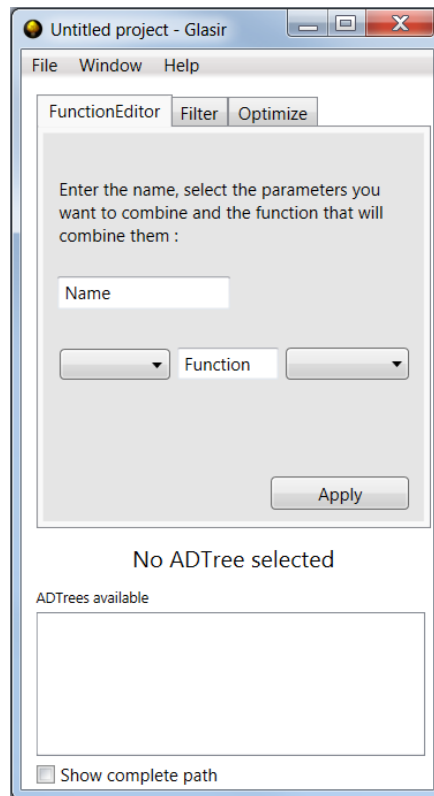 Untitled project - Glasir
File Window Help
FunctionEditor Filter Optimize
Enter the name, select the parameters you
want to combine and the function that will
combine them :
Name
Function
Apply
No ADTree selected
ADTrees available
Show complete path